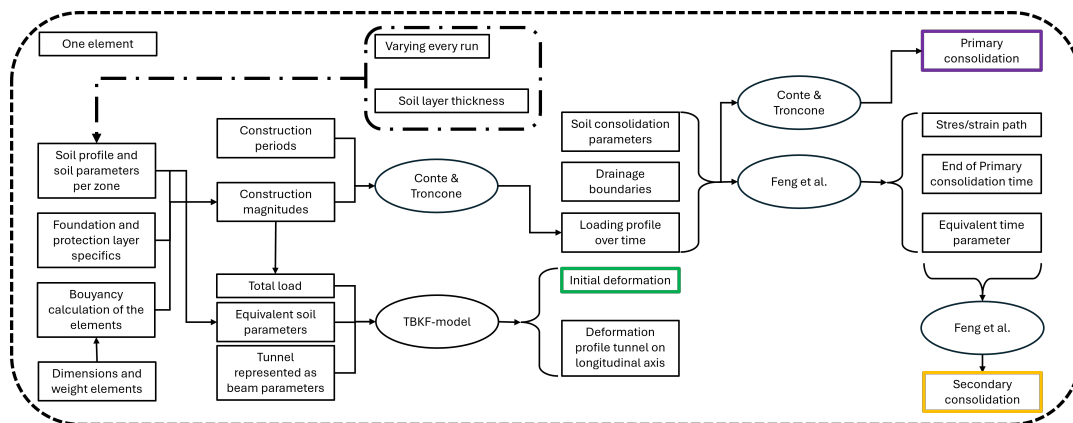 One element
Varying every run
Soil layer thickness
Primary
consolidation
Conte &
Troncone
Soil profile and
soil parameters
per zone
Construction
periods
Soil consolidation
parameters
Stres/strain path
Conte &
Troncone
Drainage
boundaries
Feng et al.
End of Primary
consolidation time
Construction
magnitudes
Foundation and
protection layer
specifics
Loading profile
over time
Equivalent time
parameter
Total load
Initial deformation
Bouyancy
calculation of the
elements
Equivalent soil
parameters
TBKF-model
Feng et al.
Deformation
profile tunnel on
longitudinal axis
Tunnel
represented as
beam parameters
Dimensions and
weight elements
Secondary
consolidation